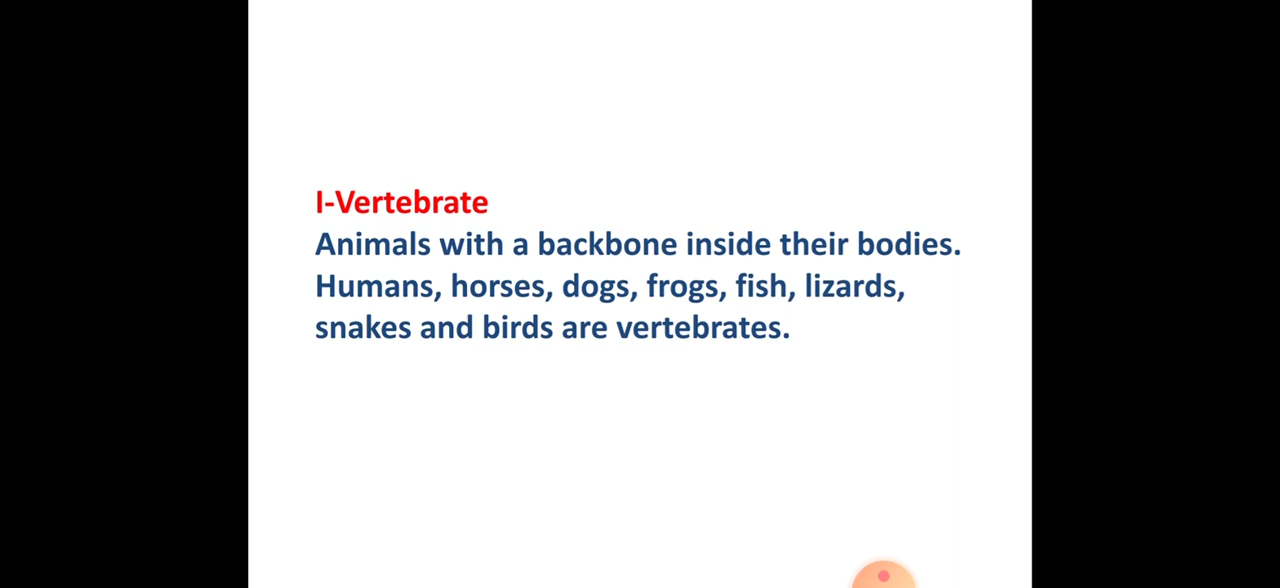 I-Vertebrate
Animals with a backbone inside their bodies.
Humans, horses, dogs, frogs, fish, lizards,
snakes and birds are vertebrates.